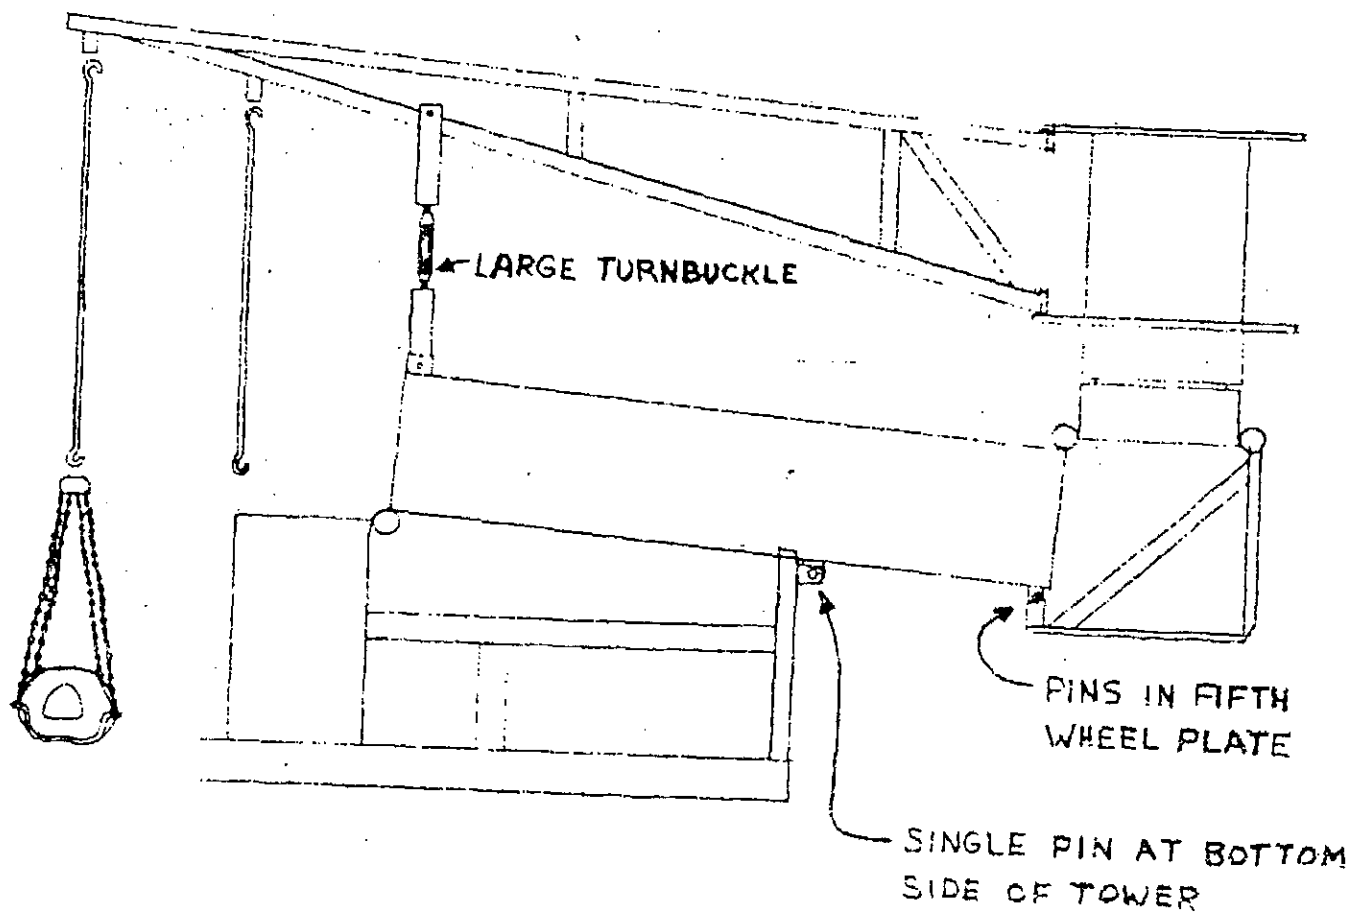 LARGE TURNBUCKLE
PINS IN FIFTH
WHEEL PLATE
SINGLE PIN AT BOTTOM
SIDE OF TOWER